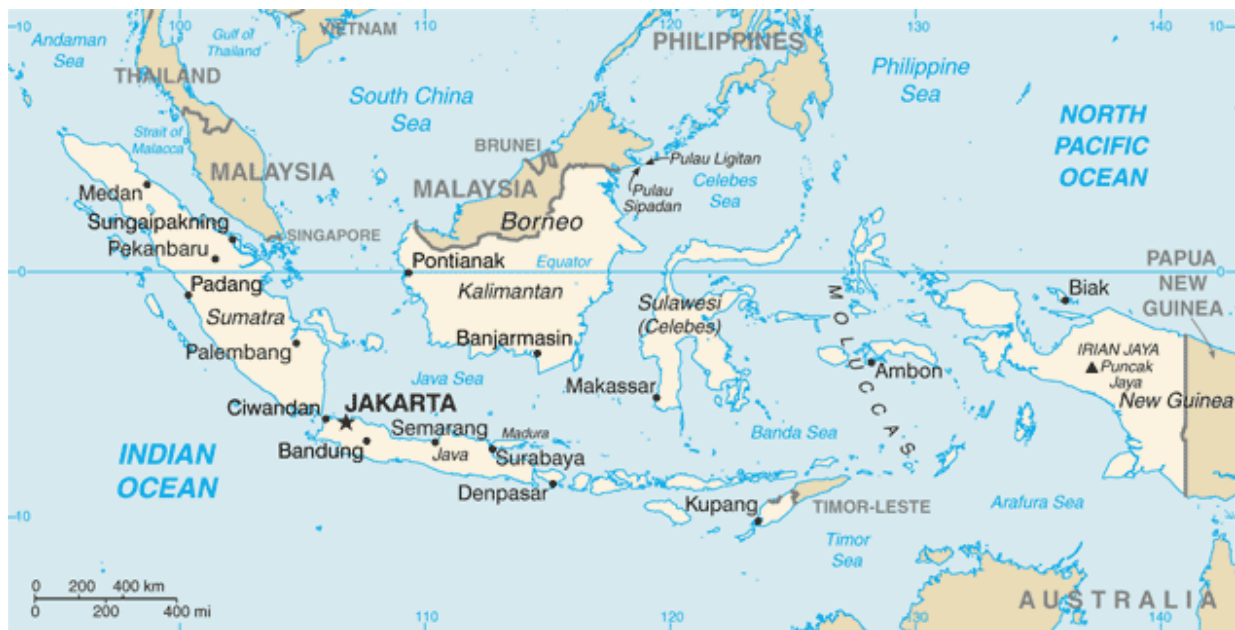 10
100
110
120
130
140
10
Andaman
Sea
Gulf of
Thailand
VIETNAM
PHILIPPINES
Philippine
Sea
THAILAND
South China
Sea
NORTH
PACIFIC
OCEAN
Strait of
Malacca
MALAYSIA
BRUNEI
MALAYSIA
Pulau Ligitan
Celebes
Sea
Pulau
Sipadan
Medan
Sungaipakning
Pekanbaru
SINGAPORE
Borneo
0
Pontianak
Equator
0
PAPUA
NEW
GUINEA
Padang
Sumatra
Kalimantan
Sulawesi
(Celebes)
MOLUCCAS
Biak
Palembang
Banjarmasin
Ambon
IRIAN JAYA
Puncak
Jaya
New Guinea
Java Sea
Makassar
Ciwandan
JAKARTA
Semarang
Madura
Banda Sea
Bandung
Java
Surabaya
INDIAN
OCEAN
Denpasar
Kupang
TIMOR-LESTE
Arafura Sea
10
Timor
Sea
0 200 400 km
0 200 400 mi
AUSTRALIA
110
120
130
140